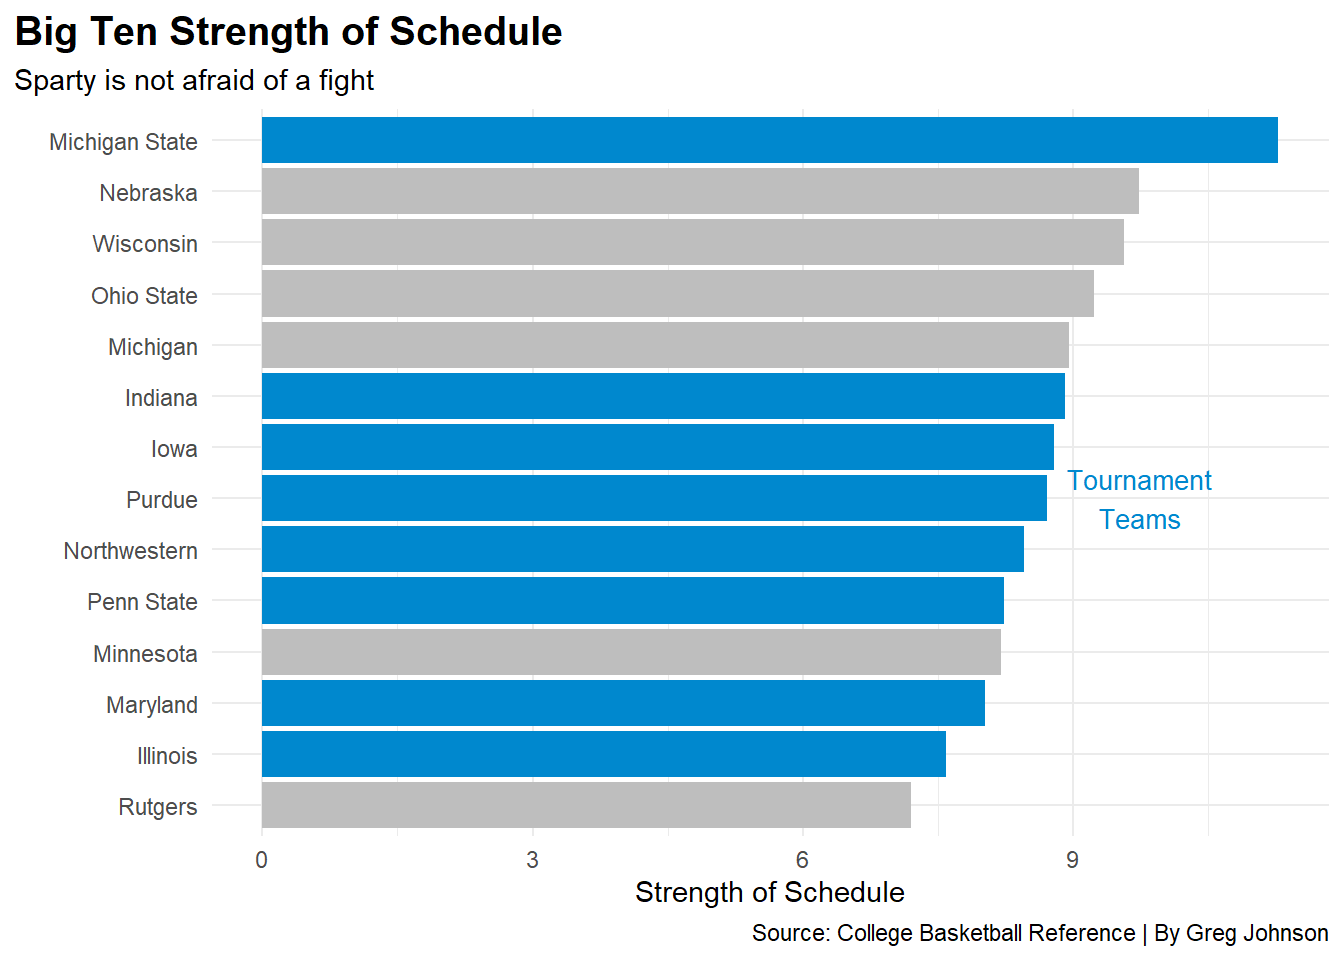 Big Ten Strength of Schedule
Sparty is not afraid of a fight
Michigan State
Nebraska
Wisconsin
Ohio State
Michigan
Indiana
Iowa
Purdue
Northwestern
Penn State
Minnesota
Maryland
Illinois
Rutgers
Tournament
Teams
0 3 6 9
Strength of Schedule
Source: College Basketball Reference | By Greg Johnson